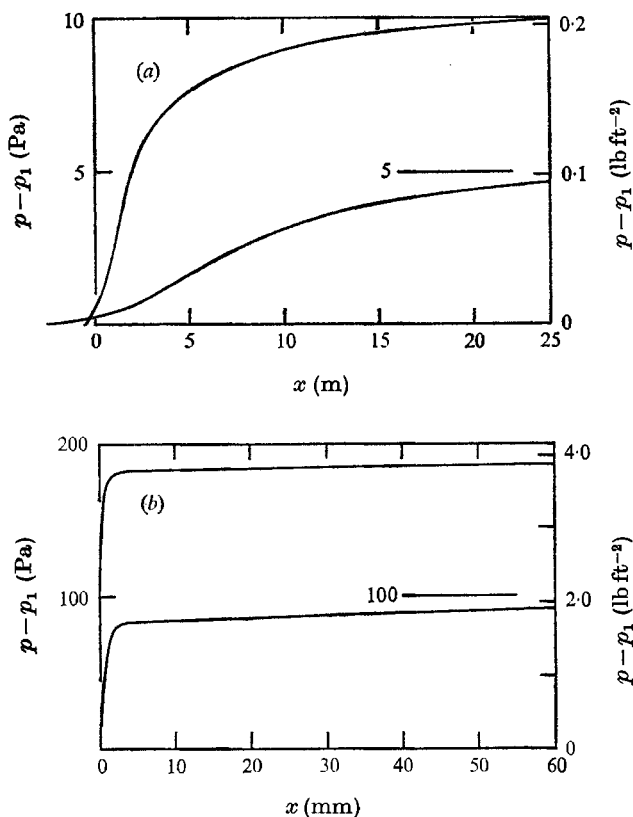 10
5
p − p₁ (Pa)
(a)
5
0·2
0·1
0
p − p₁ (lb ft⁻²)
0 5 10 15 20 25
x (m)
200
100
p − p₁ (Pa)
(b)
100
4·0
2·0
0
p − p₁ (lb ft⁻²)
0 10 20 30 40 50 60
x (mm)